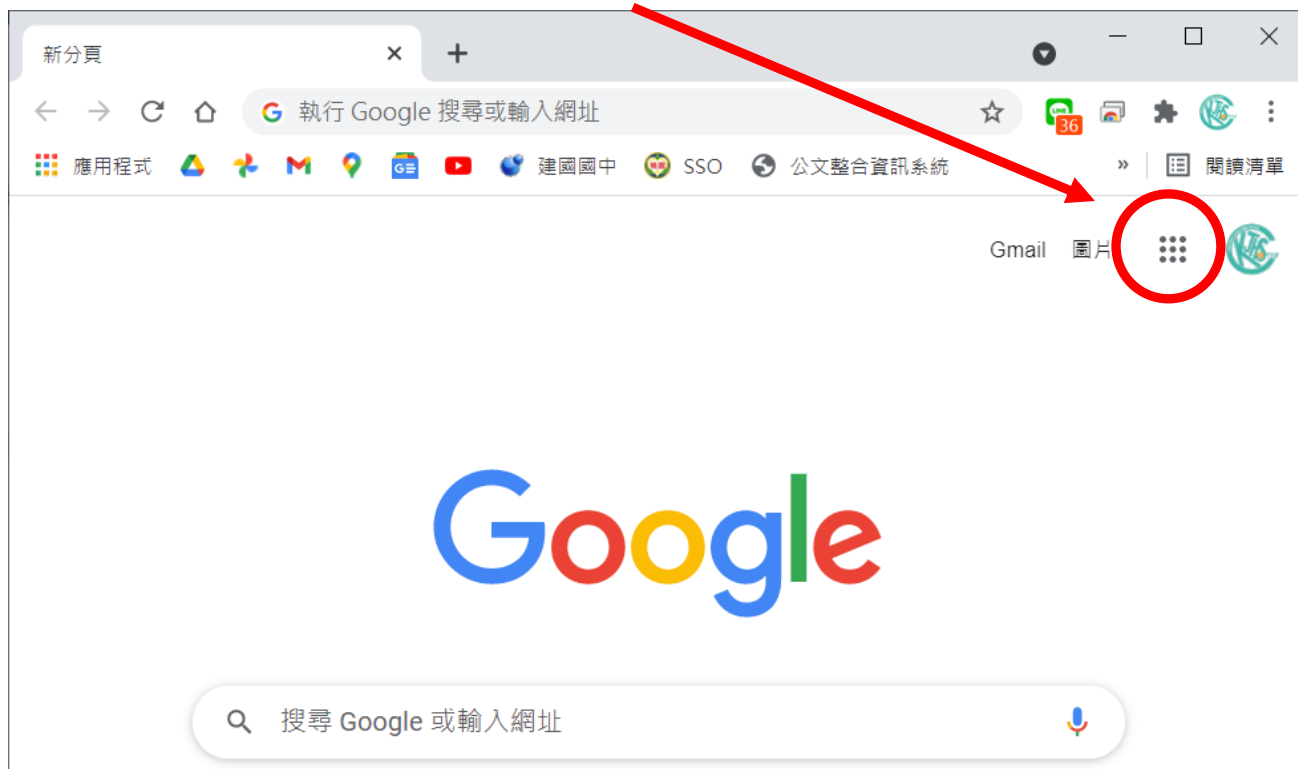 新分頁
執行 Google 搜尋或輸入網址
36
應用程式 GE 建國國中 SSO 公文整合資訊系統 » 閱讀清單
Gmail 圖片
Google
搜尋 Google 或輸入網址